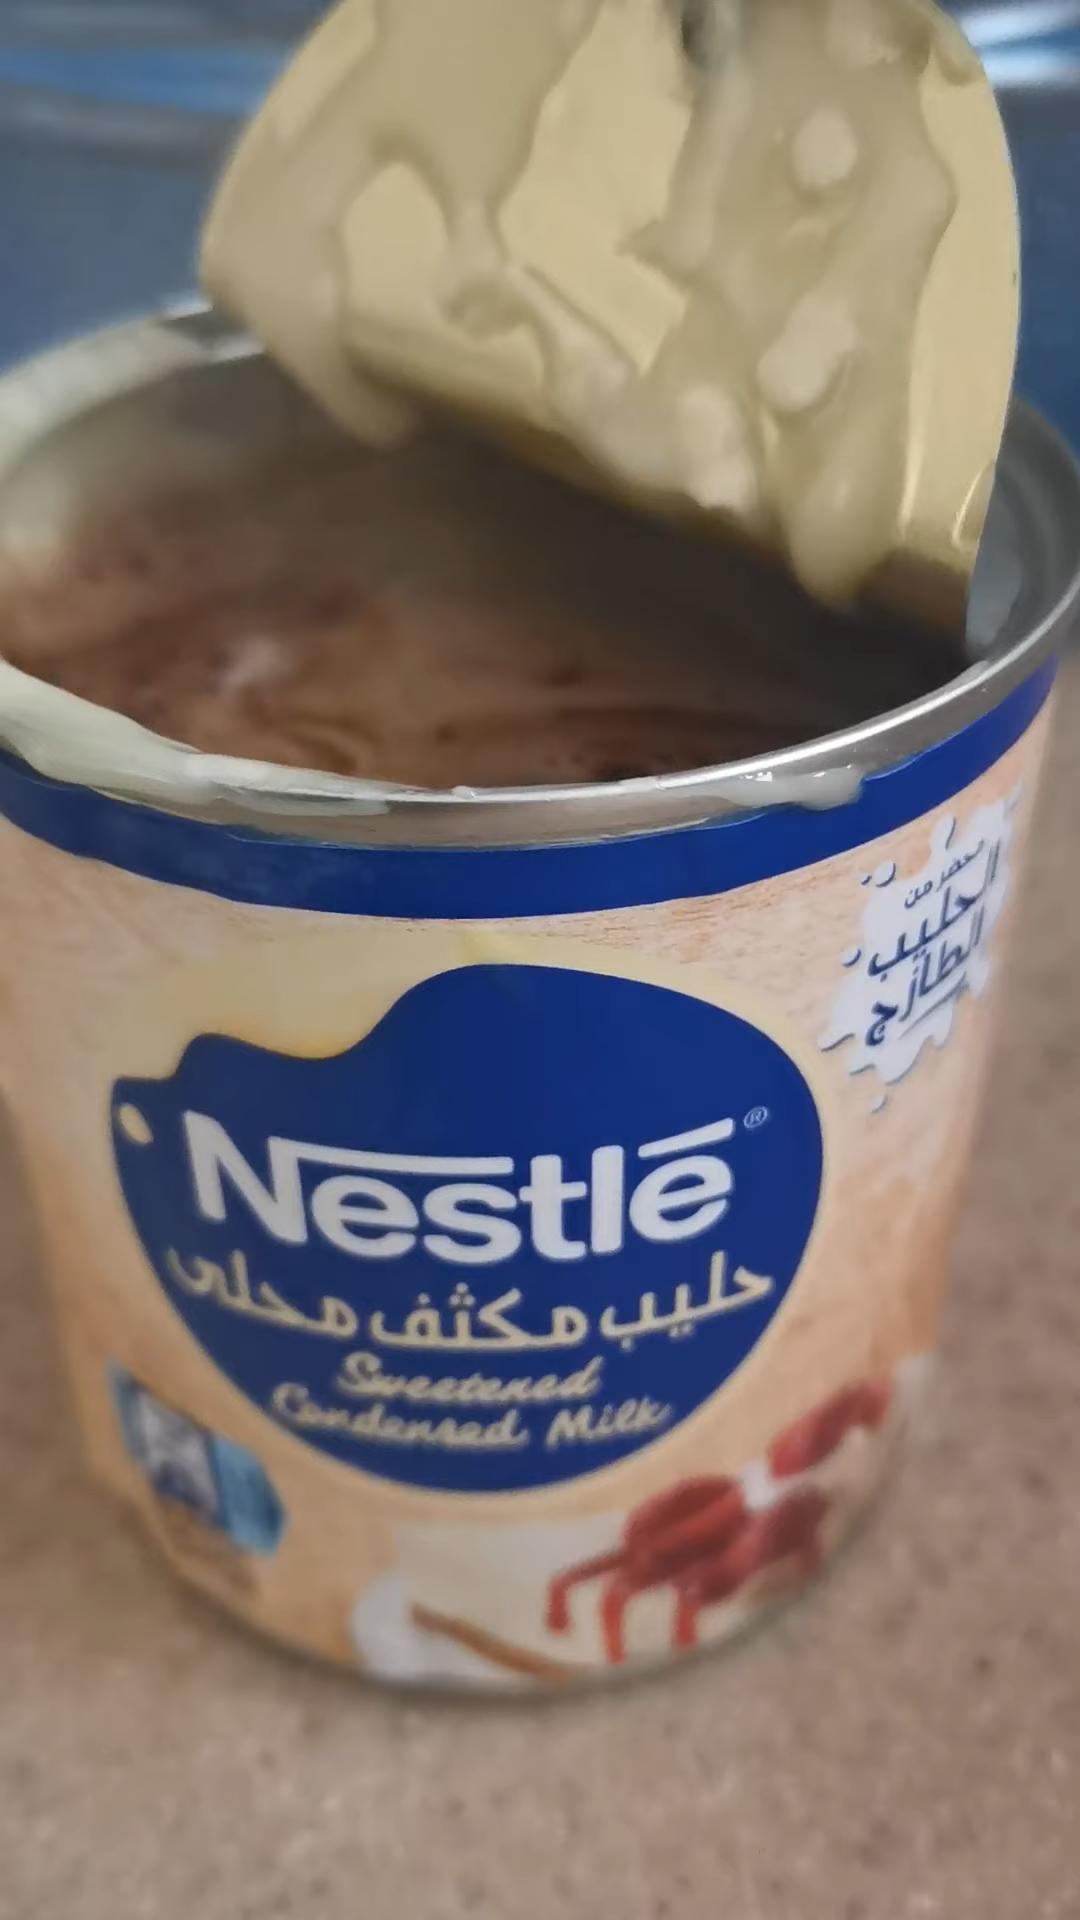 محضر من
الحليب
الطازج
Nestlé®
حليب مكثف محلى
Sweetened
Condensed Milk